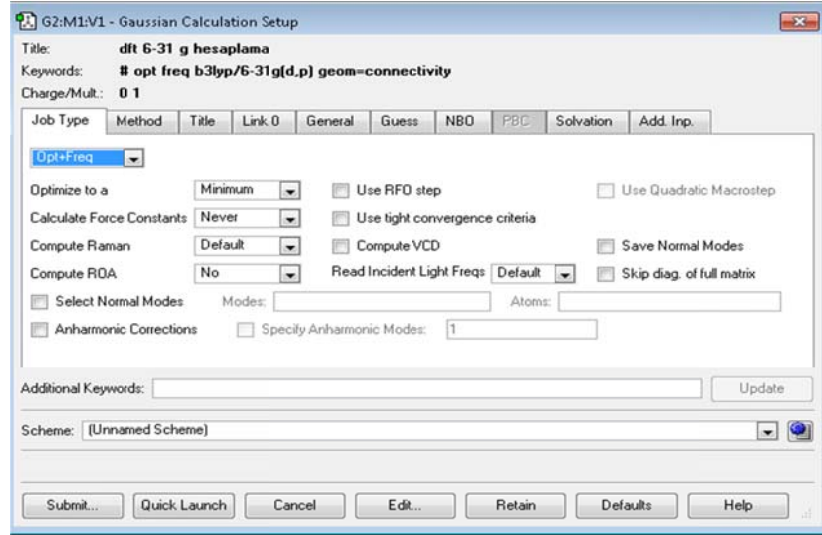 G2:M1:V1 - Gaussian Calculation Setup
Title: dft 6-31 g hesaplama
Keywords: # opt freq b3lyp/6-31g(d,p) geom=connectivity
Charge/Mult.: 0 1
Job Type Method Title Link 0 General Guess NBO PBC Solvation Add. Inp.
Opt+Freq
Optimize to a Minimum Use RFO step Use Quadratic Macrostep
Calculate Force Constants Never Use tight convergence criteria
Compute Raman Default Compute VCD Save Normal Modes
Compute ROA No Read Incident Light Freqs Default Skip diag. of full matrix
Select Normal Modes Modes: Atoms:
Anharmonic Corrections Specify Anharmonic Modes: 1
Additional Keywords: Update
Scheme: (Unnamed Scheme)
Submit... Quick Launch Cancel Edit... Retain Defaults Help